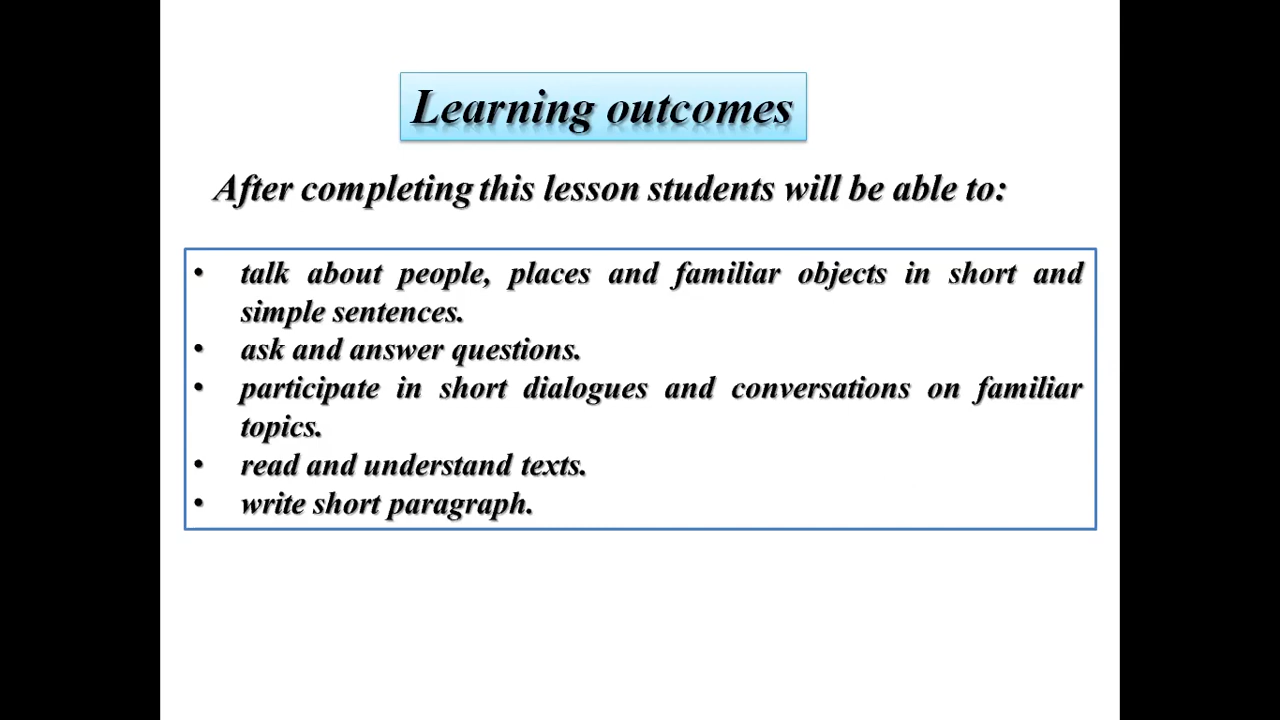 Learning outcomes
After completing this lesson students will be able to:
• talk about people, places and familiar objects in short and
simple sentences.
• ask and answer questions.
• participate in short dialogues and conversations on familiar
topics.
• read and understand texts.
• write short paragraph.